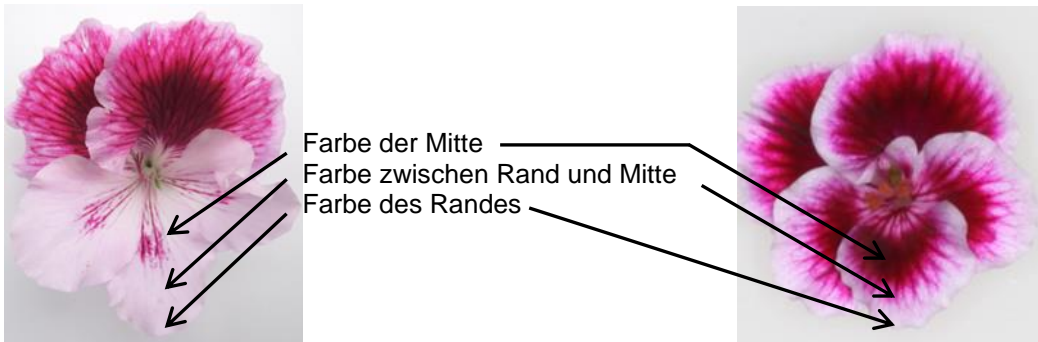 Farbe der Mitte
Farbe zwischen Rand und Mitte
Farbe des Randes